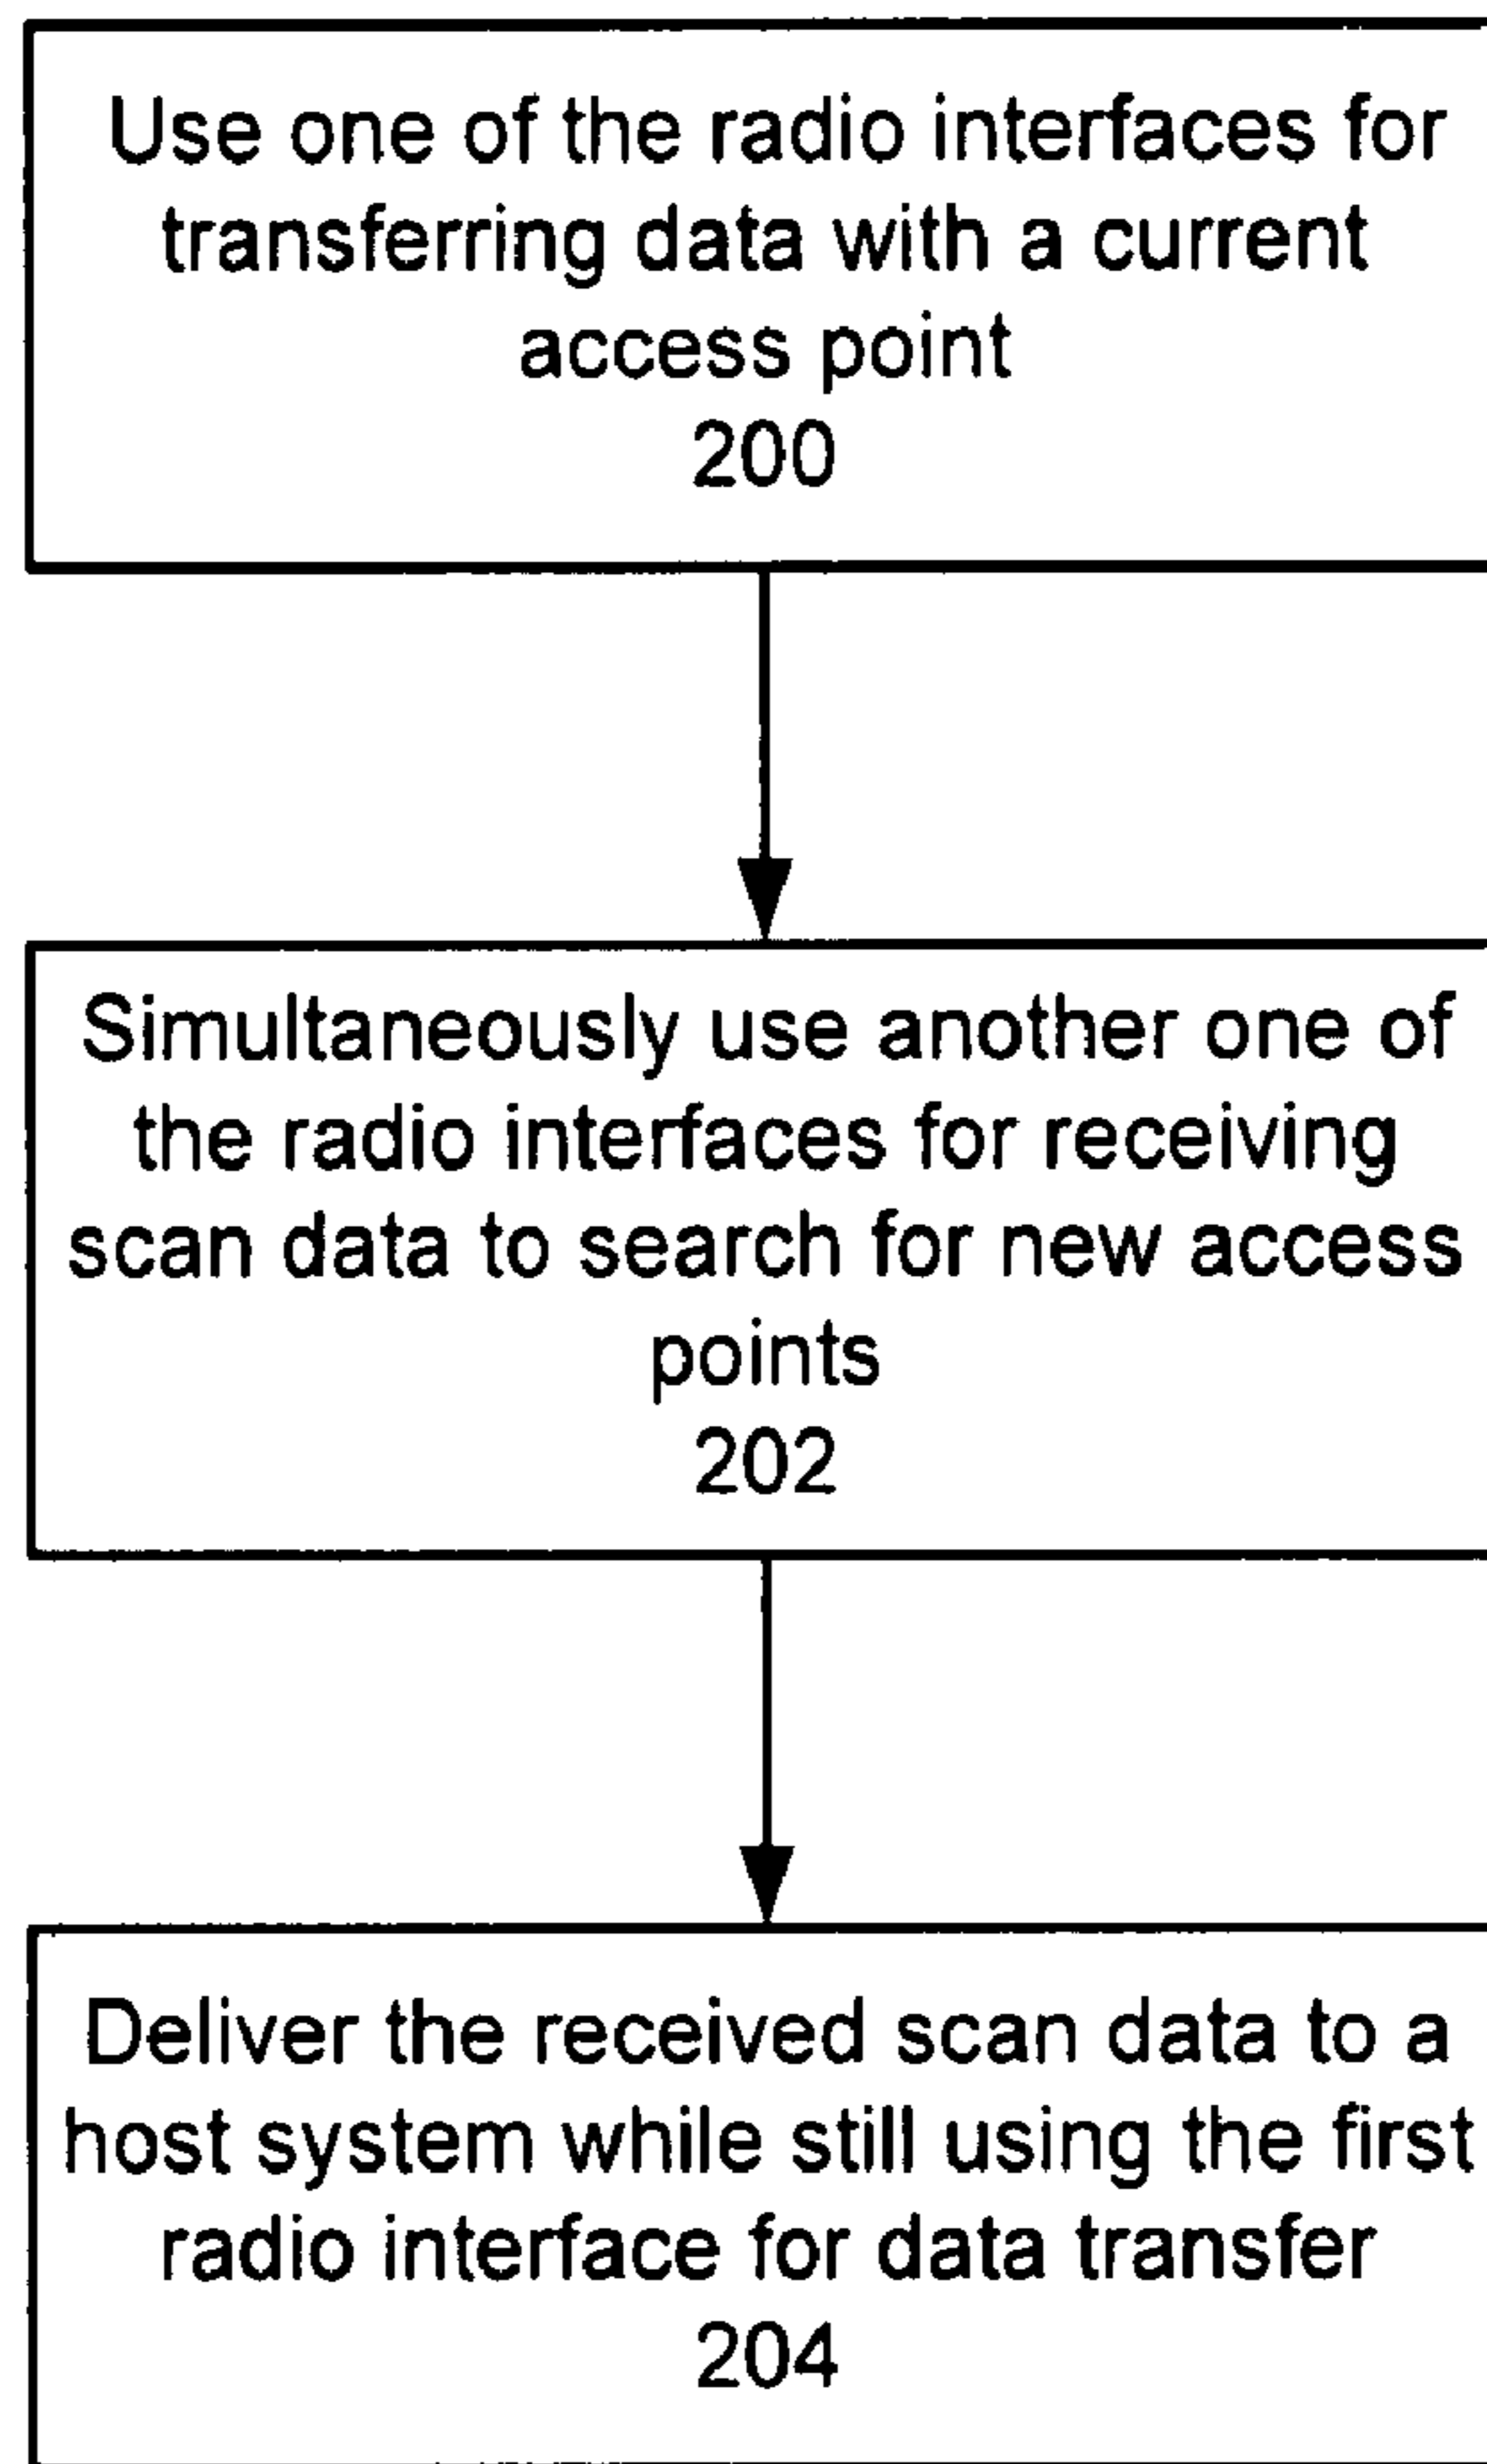 Use one of the radio interfaces for
transferring data with a current
access point
200
Simultaneously use another one of
the radio interfaces for receiving
scan data to search for new access
points
202
Deliver the received scan data to a
host system while still using the first
radio interface for data transfer
204